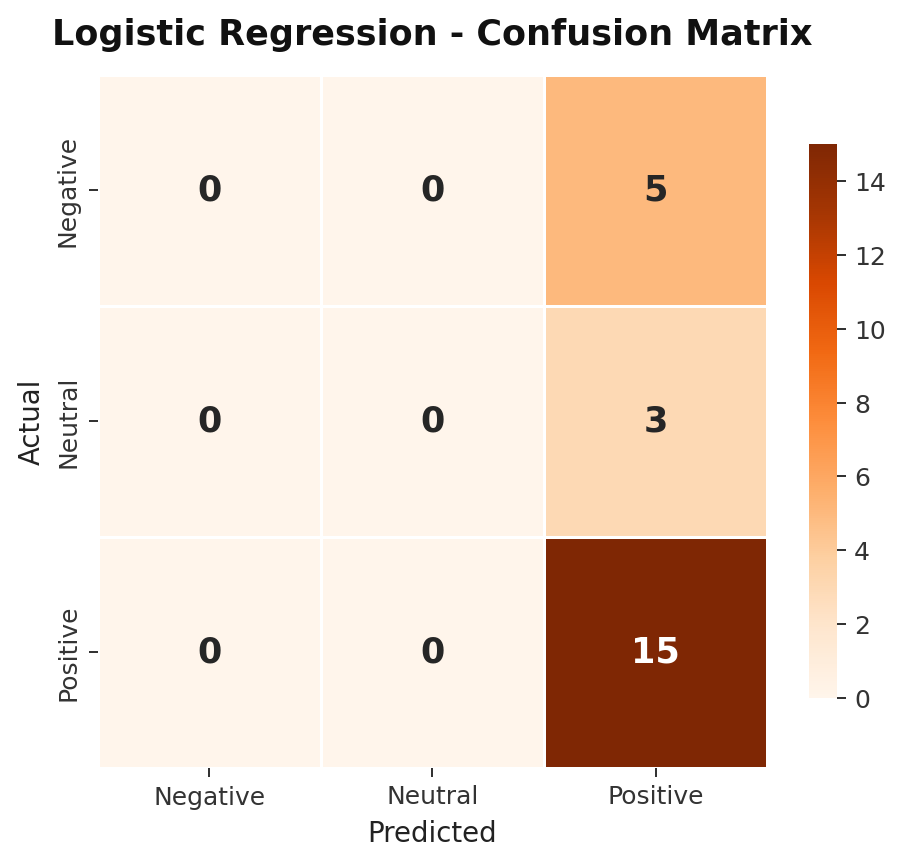 Logistic Regression - Confusion Matrix
Actual
Negative
0 0 5
Neutral
0 0 3
Positive
0 0 15
Negative Neutral Positive
Predicted
14
12
10
8
6
4
2
0